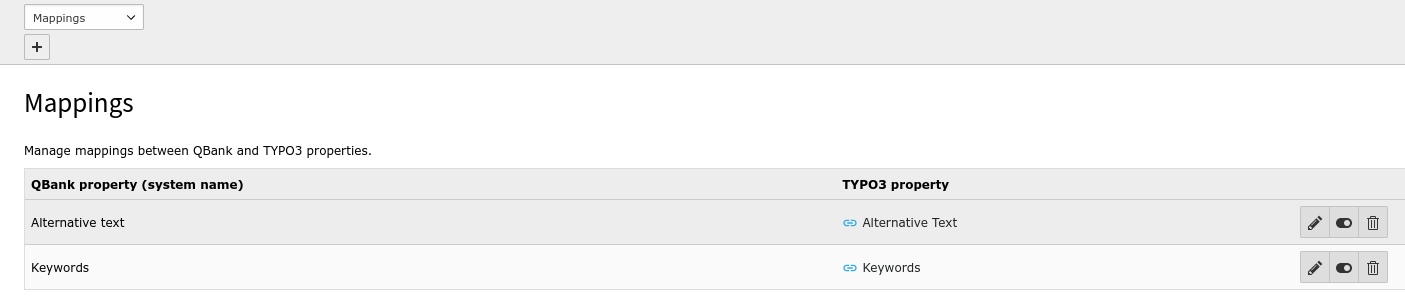 Mappings
Mappings
Manage mappings between QBank and TYPO3 properties.
QBank property (system name) TYPO3 property
Alternative text Alternative Text
Keywords Keywords